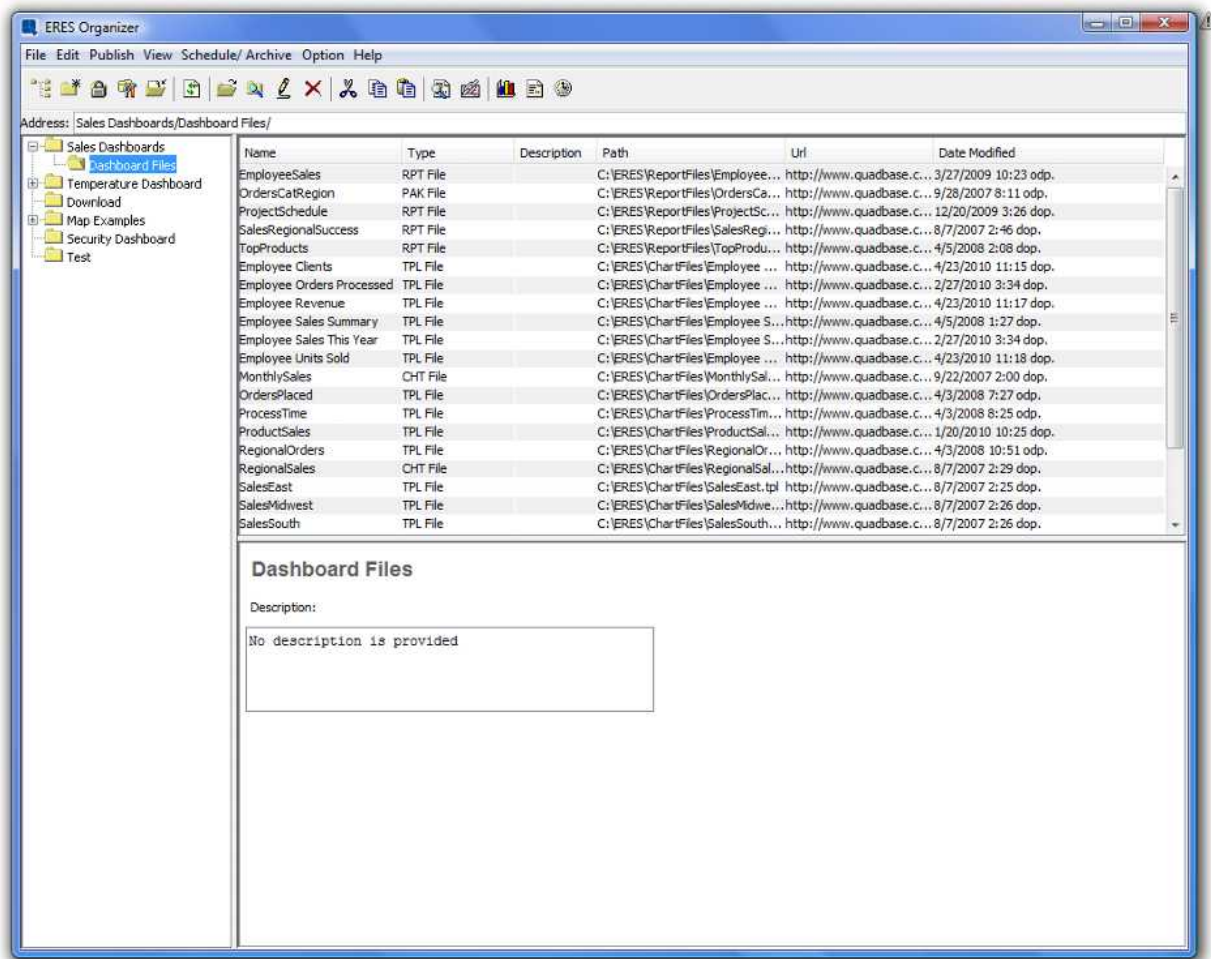 ERES Organizer
File Edit Publish View Schedule/ Archive Option Help
Address: Sales Dashboards/Dashboard Files/
Sales Dashboards
Dashboard Files
Temperature Dashboard
Download
Map Examples
Security Dashboard
Test
Name Type Description Path Url Date Modified
EmployeeSales RPT File C:\ERES\ReportFiles\Employee... http://www.quadbase.c... 3/27/2009 10:23 odp.
OrdersCatRegion PAK File C:\ERES\ReportFiles\OrdersCa... http://www.quadbase.c... 9/28/2007 8:11 odp.
ProjectSchedule RPT File C:\ERES\ReportFiles\ProjectSc... http://www.quadbase.c... 12/20/2009 3:26 odp.
SalesRegionalSuccess RPT File C:\ERES\ReportFiles\SalesRegi... http://www.quadbase.c... 8/7/2007 2:46 odp.
TopProducts RPT File C:\ERES\ReportFiles\TopProdu... http://www.quadbase.c... 4/5/2008 2:08 odp.
Employee Clients TPL File C:\ERES\ChartFiles\Employee ... http://www.quadbase.c... 4/23/2010 11:15 dop.
Employee Orders Processed TPL File C:\ERES\ChartFiles\Employee ... http://www.quadbase.c... 2/27/2010 3:34 dop.
Employee Revenue TPL File C:\ERES\ChartFiles\Employee ... http://www.quadbase.c... 4/23/2010 11:17 dop.
Employee Sales Summary TPL File C:\ERES\ChartFiles\Employee S... http://www.quadbase.c... 4/5/2008 1:27 dop.
Employee Sales This Year TPL File C:\ERES\ChartFiles\Employee S... http://www.quadbase.c... 2/27/2010 3:34 dop.
Employee Units Sold TPL File C:\ERES\ChartFiles\Employee ... http://www.quadbase.c... 4/23/2010 11:18 dop.
MonthlySales CHT File C:\ERES\ChartFiles\MonthlySal... http://www.quadbase.c... 9/22/2007 2:00 dop.
OrdersPlaced TPL File C:\ERES\ChartFiles\OrdersPlac... http://www.quadbase.c... 4/3/2008 7:27 odp.
ProcessTime TPL File C:\ERES\ChartFiles\ProcessTim... http://www.quadbase.c... 4/3/2008 8:25 odp.
ProductSales TPL File C:\ERES\ChartFiles\ProductSal... http://www.quadbase.c... 1/20/2010 10:25 dop.
RegionalOrders TPL File C:\ERES\ChartFiles\RegionalOr... http://www.quadbase.c... 4/3/2008 10:51 odp.
RegionalSales CHT File C:\ERES\ChartFiles\RegionalSal... http://www.quadbase.c... 8/7/2007 2:29 dop.
SalesEast TPL File C:\ERES\ChartFiles\SalesEast.tpl http://www.quadbase.c... 8/7/2007 2:25 dop.
SalesMidwest TPL File C:\ERES\ChartFiles\SalesMidwe... http://www.quadbase.c... 8/7/2007 2:26 dop.
SalesSouth TPL File C:\ERES\ChartFiles\SalesSouth... http://www.quadbase.c... 8/7/2007 2:26 dop.
Dashboard Files
Description:
No description is provided